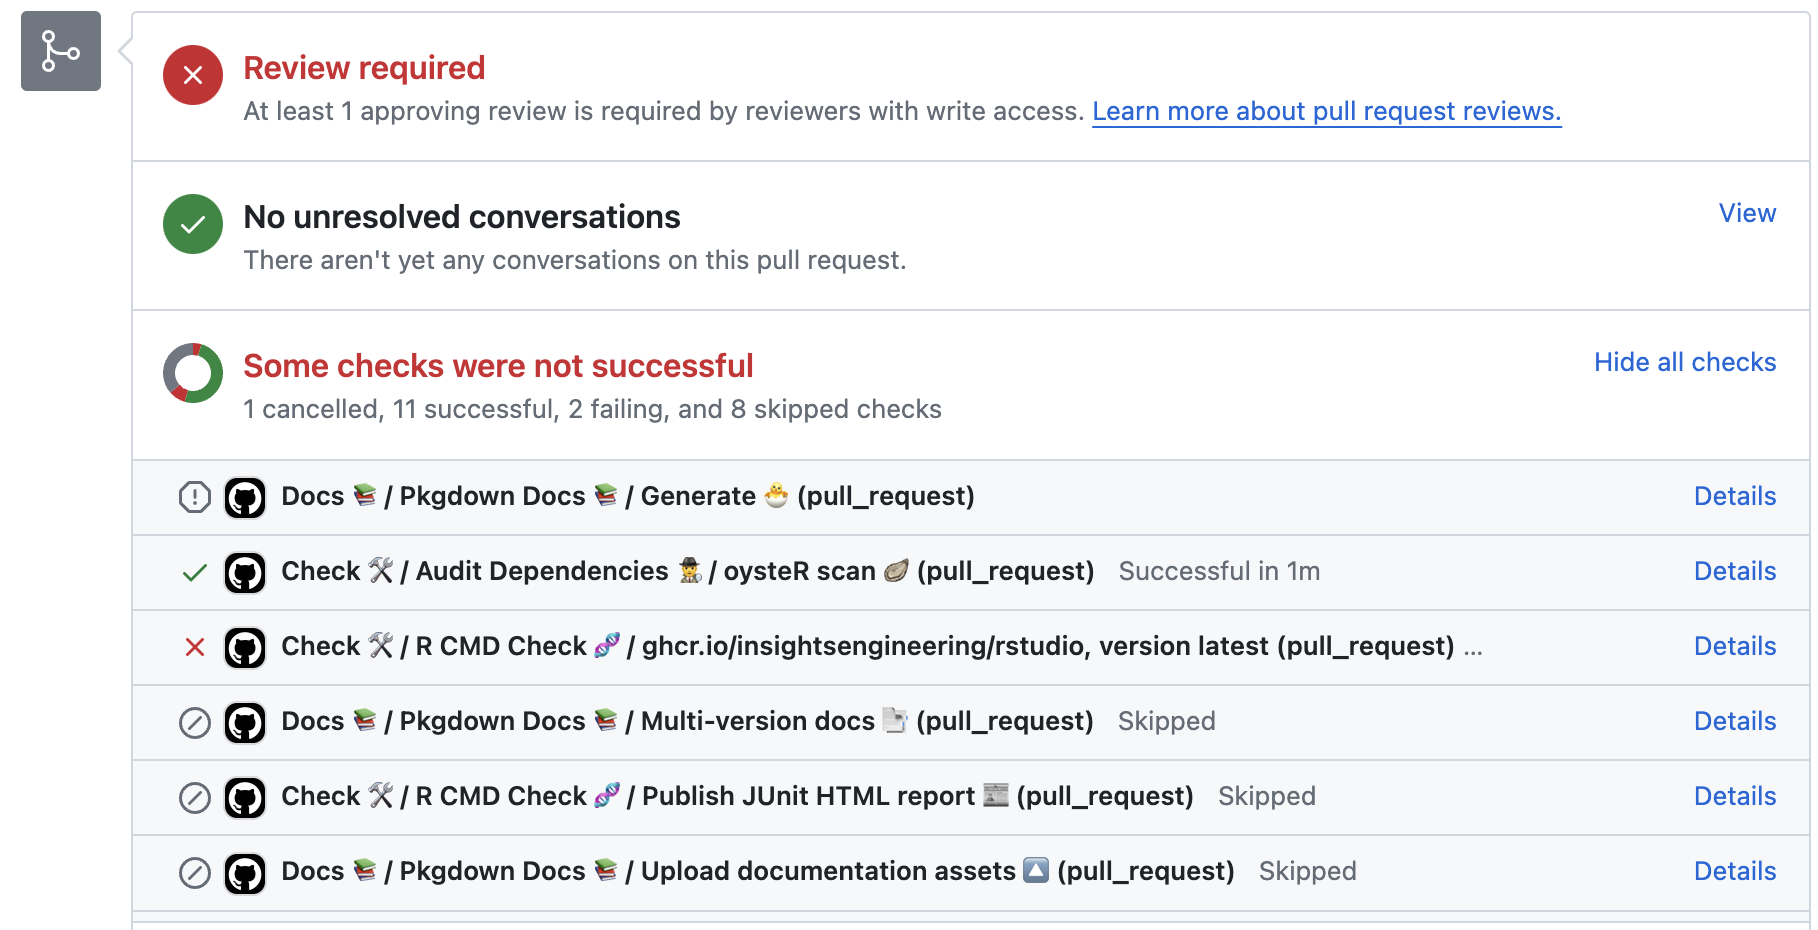 Review required
At least 1 approving review is required by reviewers with write access. Learn more about pull request reviews.
No unresolved conversations
View
There aren't yet any conversations on this pull request.
Some checks were not successful
Hide all checks
1 cancelled, 11 successful, 2 failing, and 8 skipped checks
Docs 📚 / Pkgdown Docs 📚 / Generate 🐣 (pull_request) Details
Check 🛠 / Audit Dependencies 🕵 / oysteR scan 🦪 (pull_request) Successful in 1m Details
Check 🛠 / R CMD Check 🧬 / ghcr.io/insightsengineering/rstudio, version latest (pull_request) ... Details
Docs 📚 / Pkgdown Docs 📚 / Multi-version docs 📑 (pull_request) Skipped Details
Check 🛠 / R CMD Check 🧬 / Publish JUnit HTML report 📰 (pull_request) Skipped Details
Docs 📚 / Pkgdown Docs 📚 / Upload documentation assets 🔼 (pull_request) Skipped Details